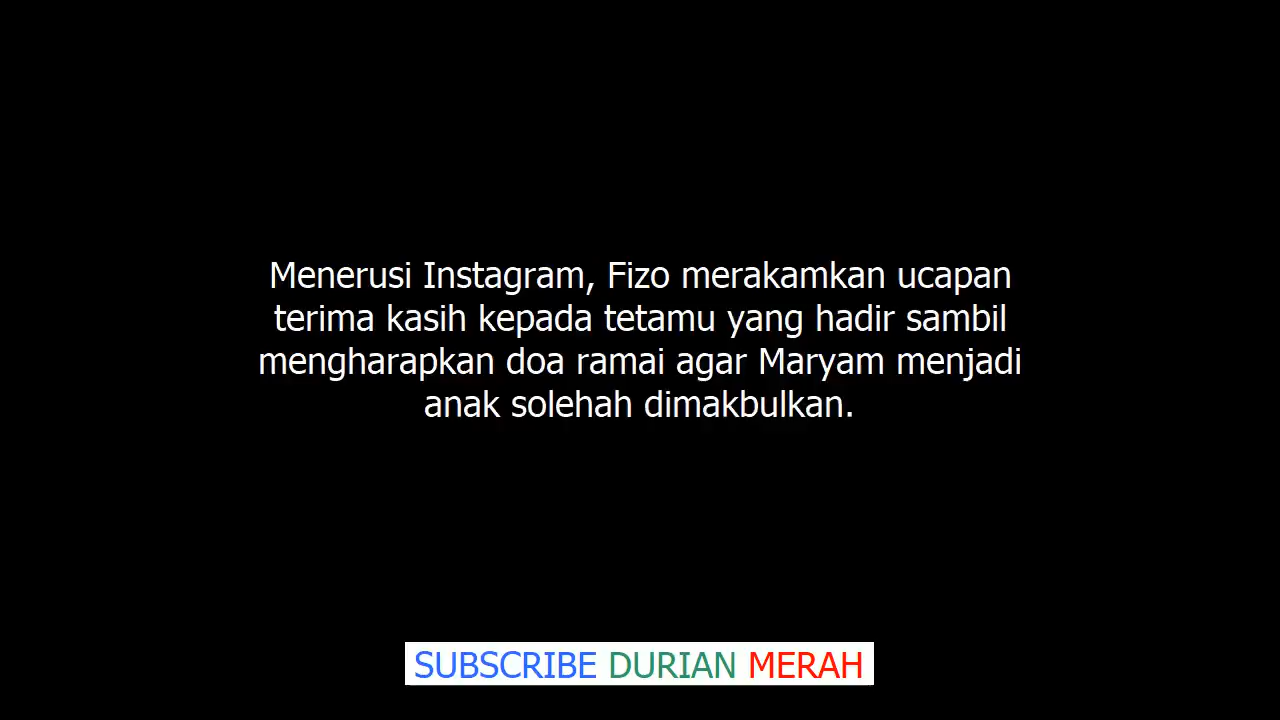 Menerusi Instagram, Fizo merakamkan ucapan
terima kasih kepada tetamu yang hadir sambil
mengharapkan doa ramai agar Maryam menjadi
anak solehah dimakbulkan.
SUBSCRIBE DURIAN MERAH